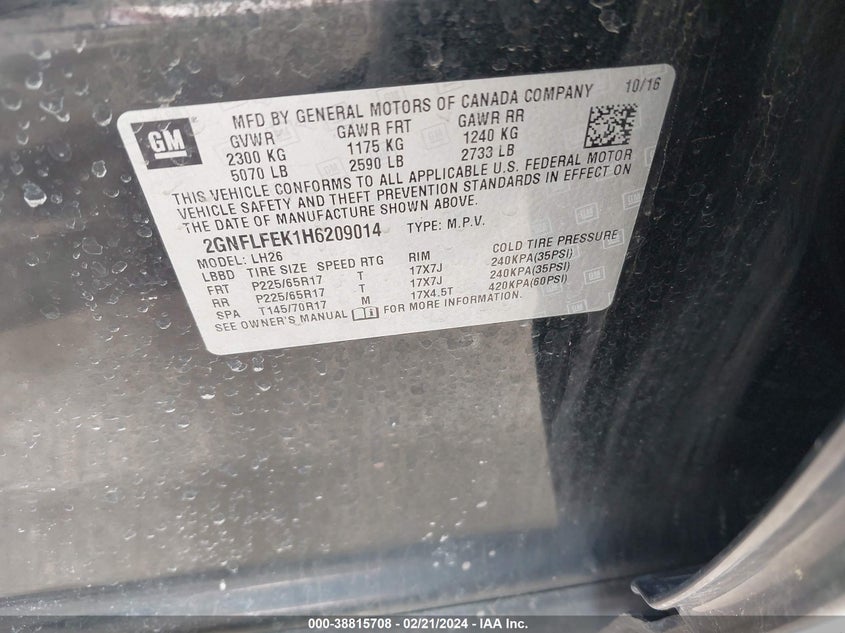 MFD BY GENERAL MOTORS OF CANADA COMPANY 10/16
GM
GVWR GAWR FRT GAWR RR
2300 KG 1175 KG 1240 KG
5070 LB 2590 LB 2733 LB
THIS VEHICLE CONFORMS TO ALL APPLICABLE U.S. FEDERAL MOTOR
VEHICLE SAFETY AND THEFT PREVENTION STANDARDS IN EFFECT ON
THE DATE OF MANUFACTURE SHOWN ABOVE.
2GNFLFEK1H6209014 TYPE: M.P.V.
MODEL: LH26
LBBD TIRE SIZE SPEED RTG RIM COLD TIRE PRESSURE
FRT P225/65R17 T 17X7J 240KPA(35PSI)
RR P225/65R17 T 17X7J 240KPA(35PSI)
SPA T145/70R17 M 17X4.5T 420KPA(60PSI)
SEE OWNER'S MANUAL FOR MORE INFORMATION.
000-38815708 - 02/21/2024 - IAA Inc.